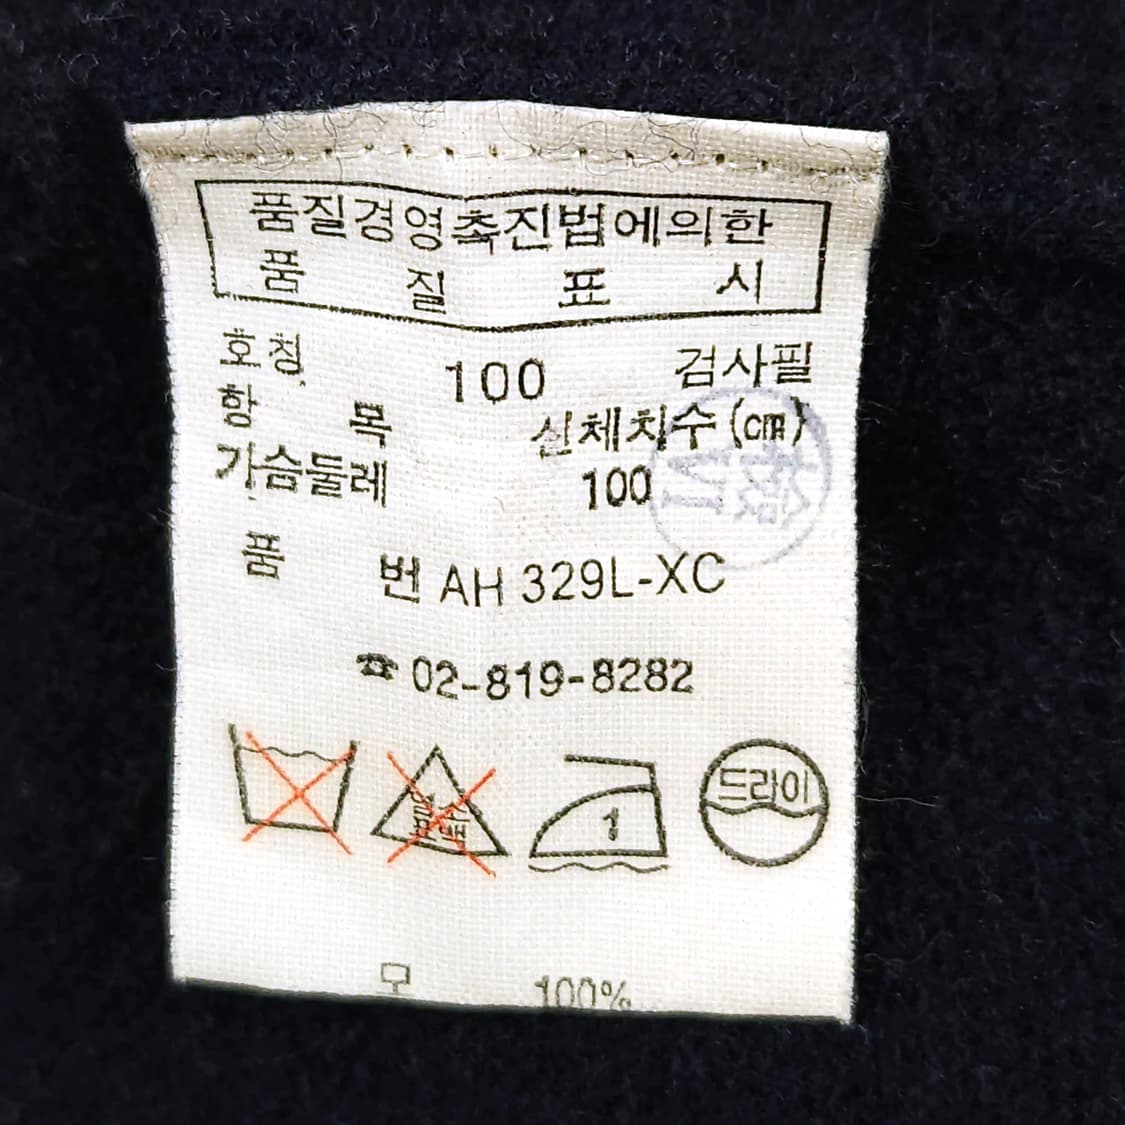 품질경영촉진법에의한
품 질 표 시
호칭 100 검사필
항 목 신체치수(cm)
가슴둘레 100
품 번 AH 329L-XC
☎ 02-819-8282
1 드라이
모 100%